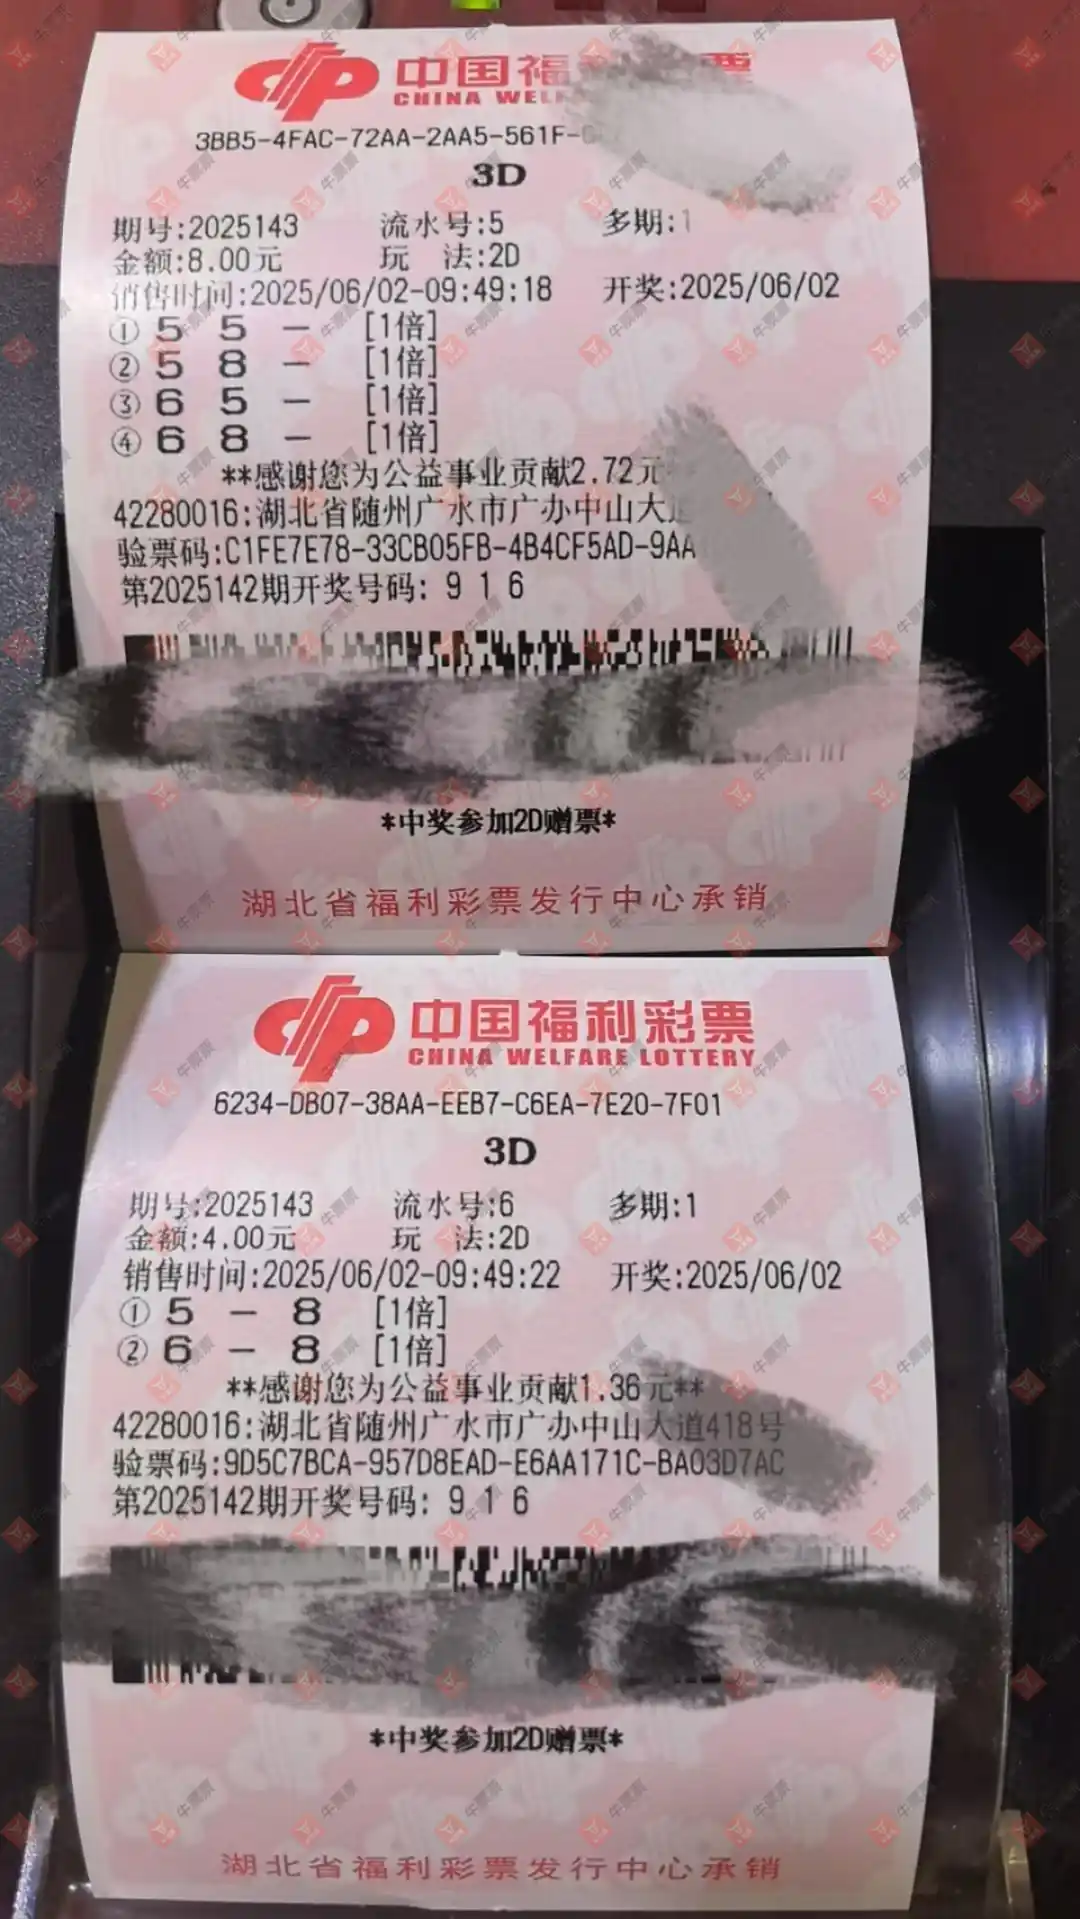 中国福
CHINA WELF
3BB5-4FAC-72AA-2AA5-561F-
3D
期号:2025143 流水号:5 多期:1
金额:8.00元 玩 法:2D
销售时间:2025/06/02-09:49:18 开奖:2025/06/02
① 5 5 - [1倍]
② 5 8 - [1倍]
③ 6 5 - [1倍]
④ 6 8 - [1倍]
**感谢您为公益事业贡献2.72元
42280016:湖北省随州广水市广办中山大道
验票码:C1FE7E78-33CB05FB-4B4CF5AD-9AA
第2025142期开奖号码: 9 1 6
*中奖参加2D赠票*
湖北省福利彩票发行中心承销
中国福利彩票
CHINA WELFARE LOTTERY
6234-DB07-38AA-EEB7-C6EA-7E20-7F01
3D
期号:2025143 流水号:6 多期:1
金额:4.00元 玩 法:2D
销售时间:2025/06/02-09:49:22 开奖:2025/06/02
① 5 - 8 [1倍]
② 6 - 8 [1倍]
**感谢您为公益事业贡献1.36元**
42280016:湖北省随州广水市广办中山大道418号
验票码:9D5C7BCA-957D8EAD-E6AA171C-BA03D7AC
第2025142期开奖号码: 9 1 6
*中奖参加2D赠票*
湖北省福利彩票发行中心承销